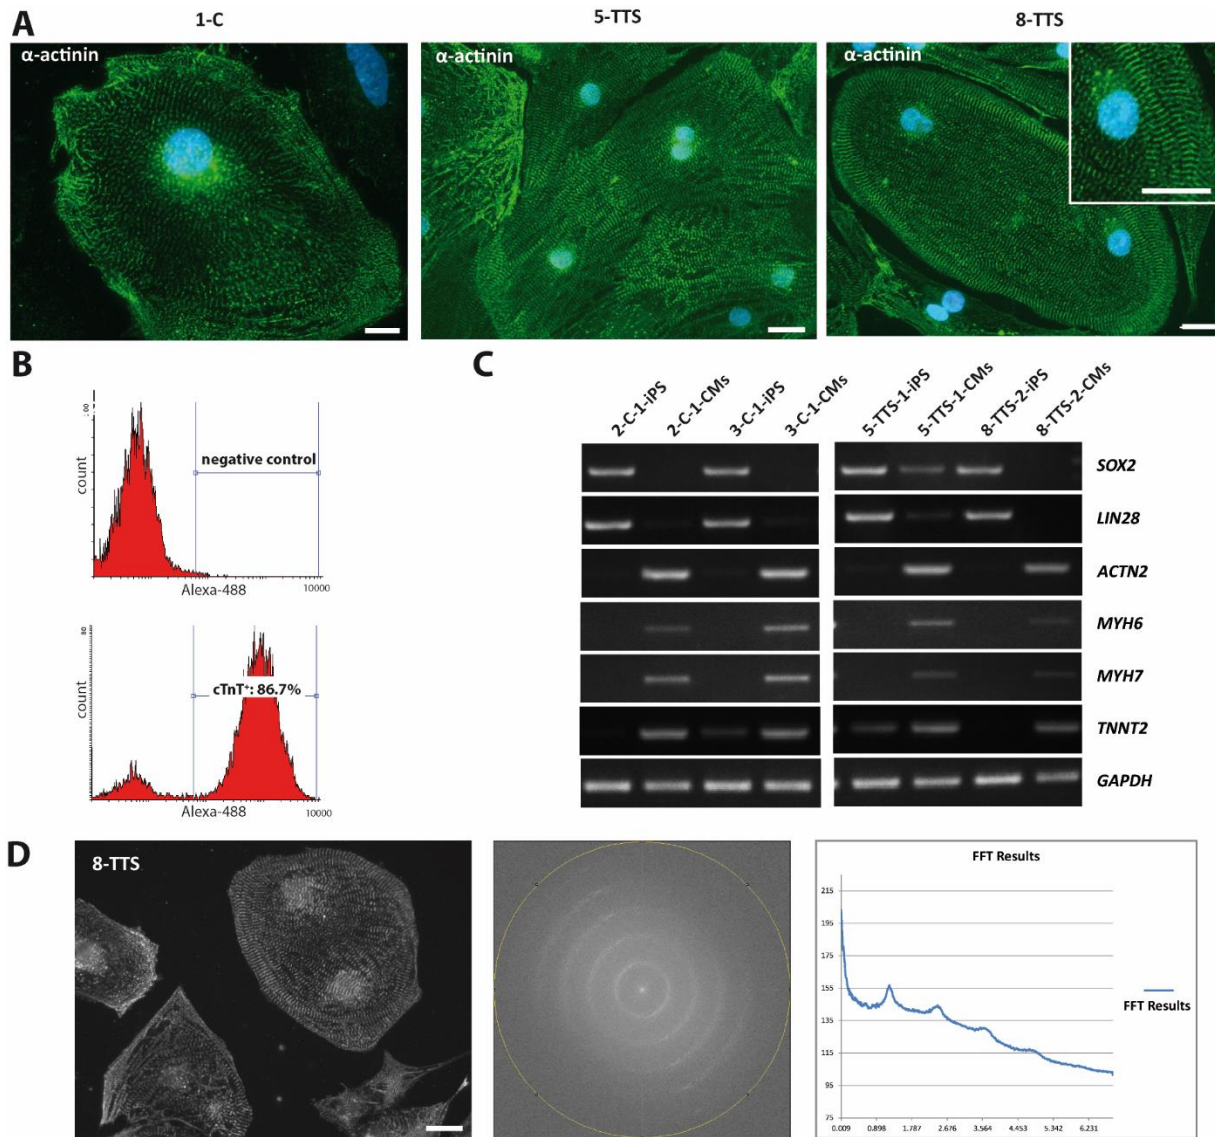 A
1-C
5-TTS
8-TTS
α-actinin
α-actinin
α-actinin
B
count
negative control
Alexa-488
10000
80
count
cTnT⁺: 86.7%
Alexa-488
10000
C
2-C-1-iPS
2-C-1-CMs
3-C-1-iPS
3-C-1-CMs
5-TTS-1-iPS
5-TTS-1-CMs
8-TTS-2-iPS
8-TTS-2-CMs
SOX2
LIN28
ACTN2
MYH6
MYH7
TNNT2
GAPDH
D
8-TTS
FFT Results
215
195
175
155
135
115
95
75
0.009 0.898 1.787 2.676 3.564 4.453 5.342 6.231
FFT Results